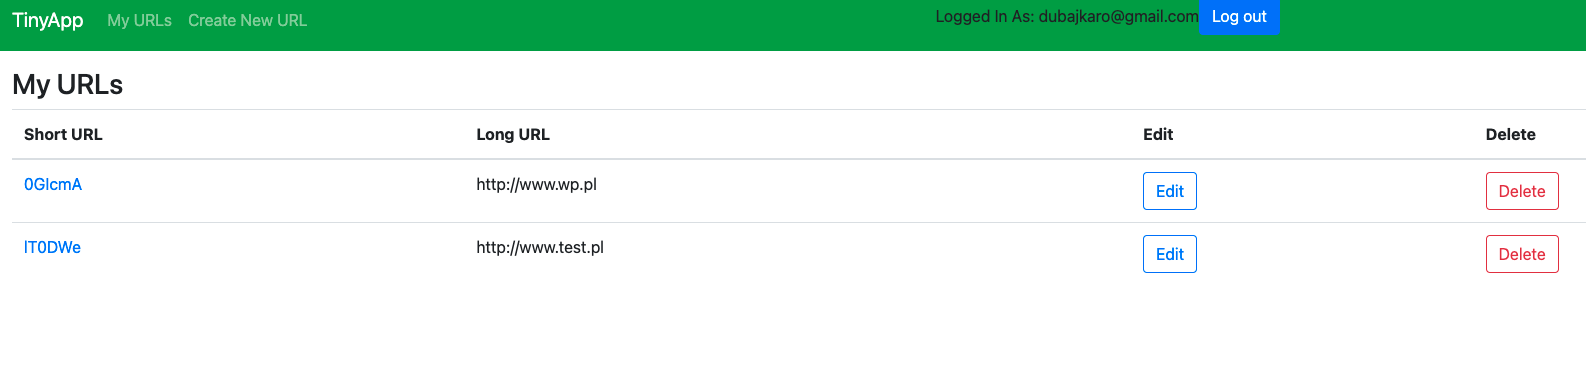 TinyApp My URLs Create New URL Logged In As: dubajkaro@gmail.com Log out
My URLs
Short URL Long URL Edit Delete
0GlcmA http://www.wp.pl Edit Delete
lT0DWe http://www.test.pl Edit Delete